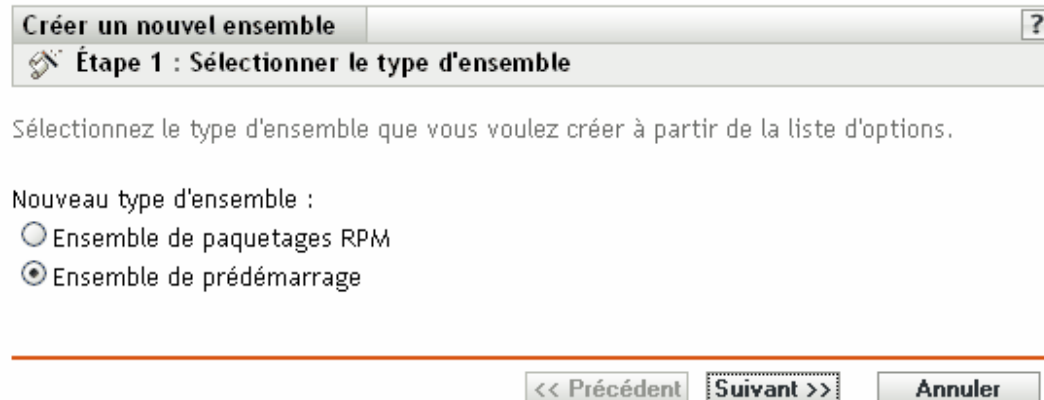 Créer un nouvel ensemble ?
Étape 1 : Sélectionner le type d'ensemble
Sélectionnez le type d'ensemble que vous voulez créer à partir de la liste d'options.
Nouveau type d'ensemble :
Ensemble de paquetages RPM
Ensemble de prédémarrage
<< Précédent Suivant >> Annuler